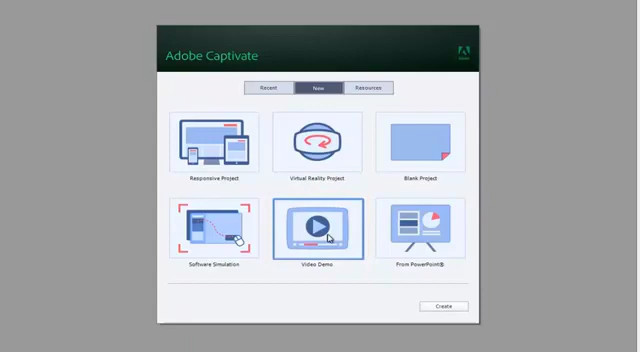 Adobe Captivate
Adobe
Recent New Resources
Responsive Project Virtual Reality Project Blank Project
Software Simulation Video Demo From PowerPoint®
Create